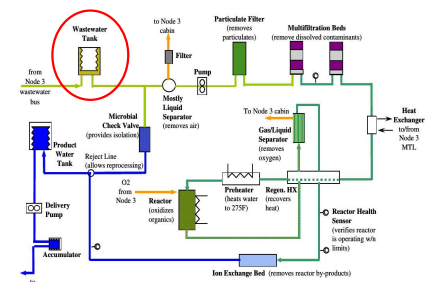 Wastewater
Tank
to Node 3
cabin
Particulate Filter
(removes
particulates)
Multifiltration Beds
(remove dissolved contaminants)
from
Node 3
wastewater
bus
Filter
Pump
Mostly
Liquid
Separator
(removes air)
Microbial
Check Valve
(provides isolation)
To Node 3 cabin
Gas/Liquid
Separator
(removes
oxygen)
Heat
Exchanger
to/from
Node 3
MTL
Product
Water
Tank
Reject Line
(allows reprocessing)
O2
from
Node 3
Reactor
(oxidizes
organics)
Preheater
(heats water
to 275F)
Regen. HX
(recovers
heat)
Reactor Health
Sensor
(verifies reactor
is operating w/n
limits)
Delivery
Pump
Accumulator
Ion Exchange Bed (removes reactor by-products)